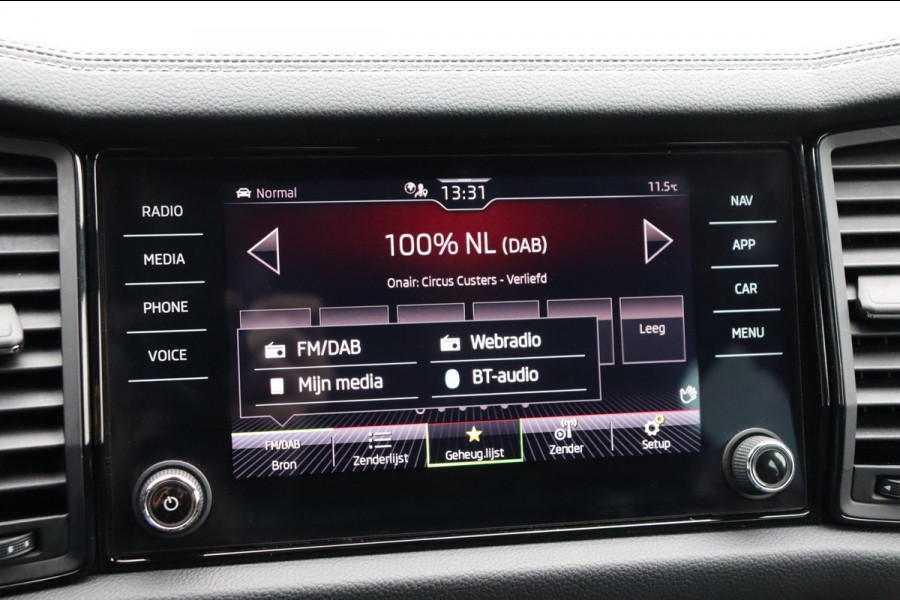 RADIO
MEDIA
PHONE
VOICE
Normal
13:31
11.5°C
100% NL (DAB)
Onair: Circus Custers - Verliefd
Leeg
FM/DAB
Webradio
Mijn media
BT-audio
FM/DAB
Bron
Zenderlijst
Geheug.lijst
Zender
Setup
NAV
APP
CAR
MENU